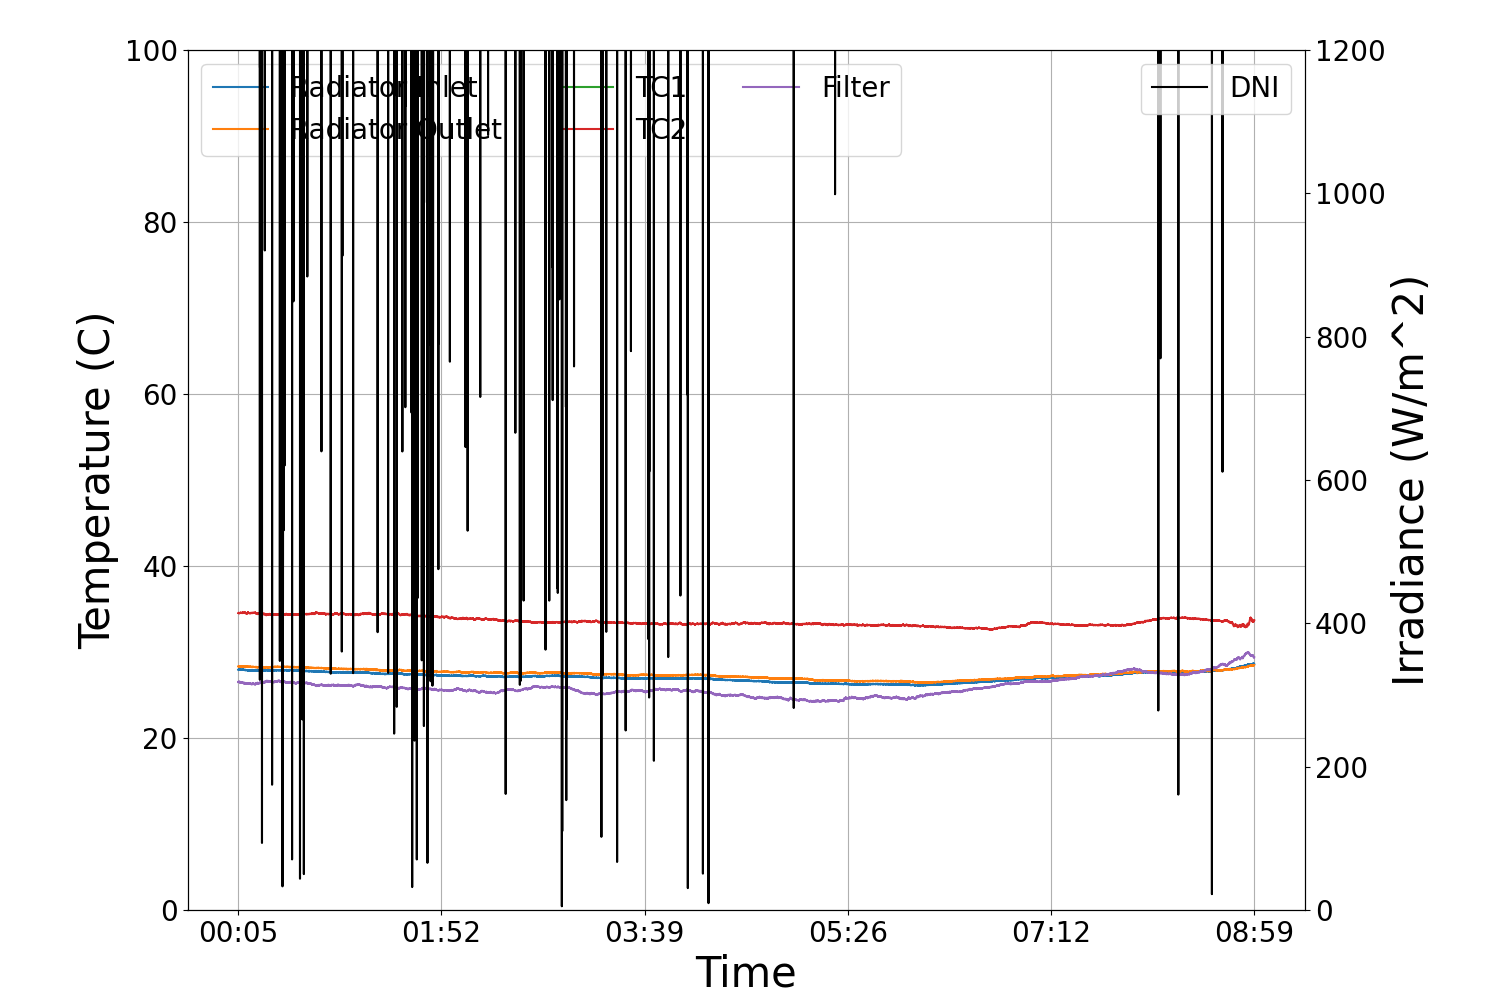 100
80
60
40
20
0
Temperature (C)
Radiator Inlet
Radiator Outlet
TC1
TC2
Filter
DNI
1200
1000
800
600
400
200
0
Irradiance (W/m^2)
00:05 01:52 03:39 05:26 07:12 08:59
Time